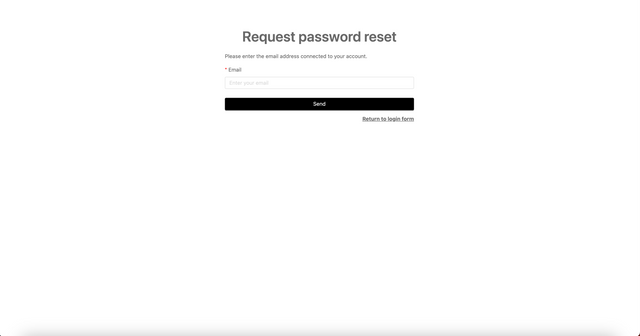 Request password reset
Please enter the email address connected to your account.
* Email
Enter your email
Send
Return to login form